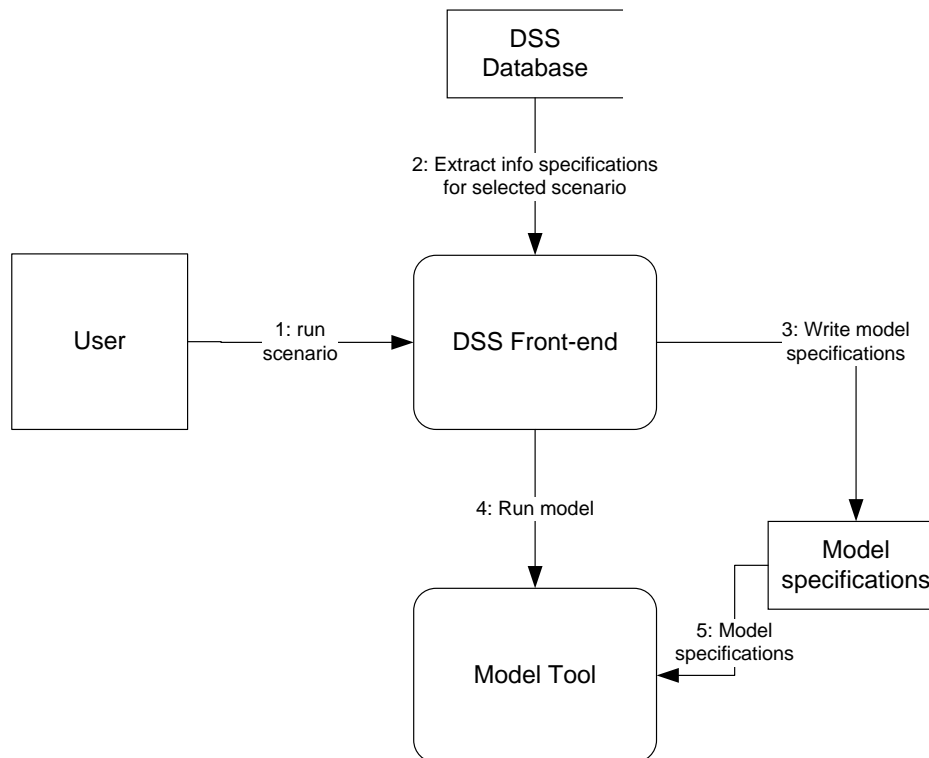 DSS
Database
2: Extract info specifications
for selected scenario
User
1: run
scenario
DSS Front-end
3: Write model
specifications
4: Run model
Model
specifications
5: Model
specifications
Model Tool